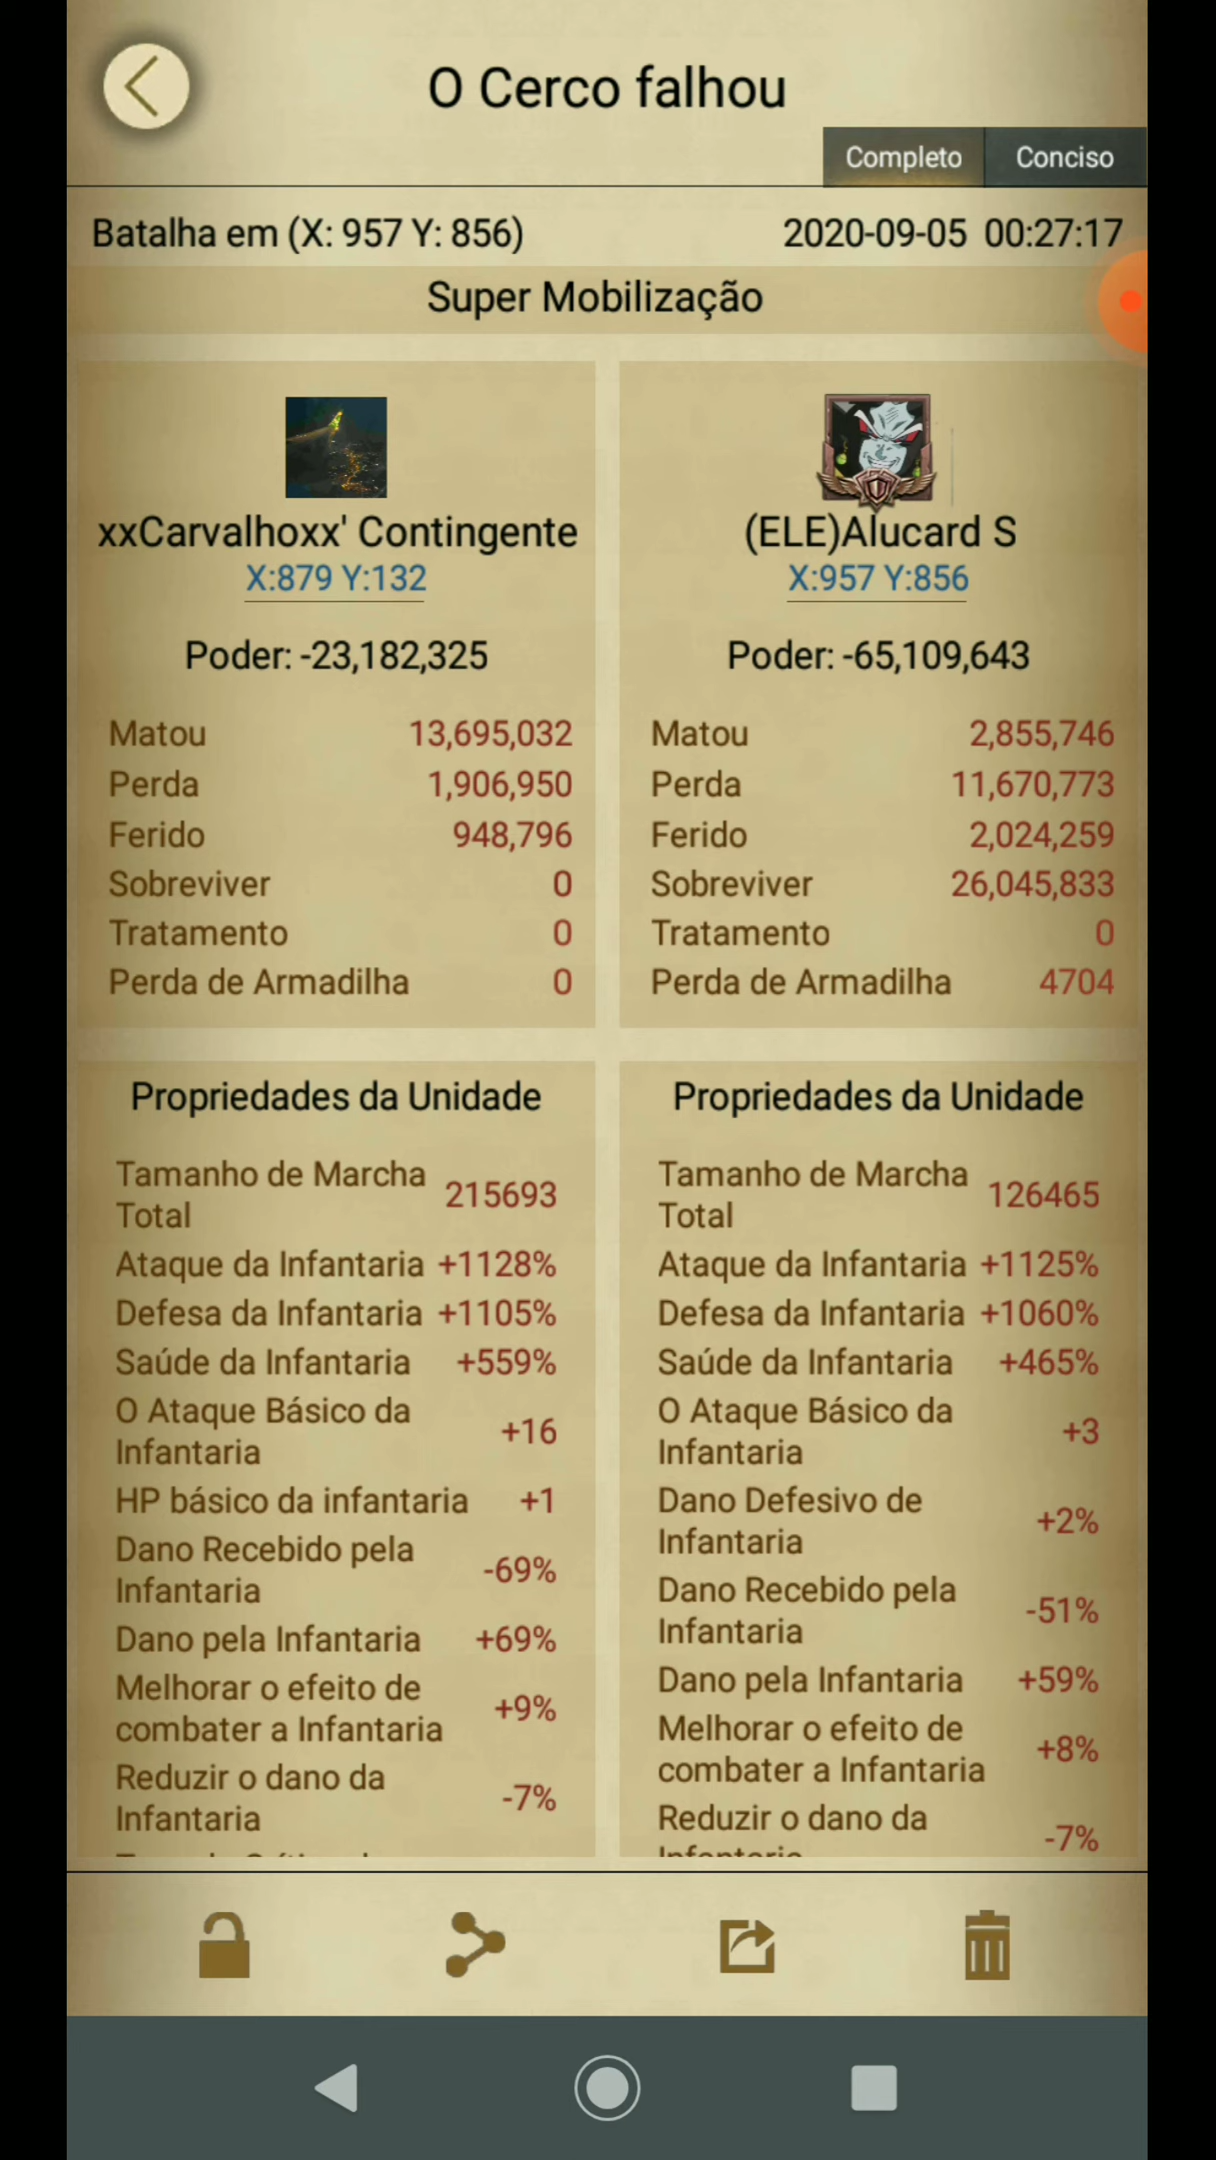 O Cerco falhou
Completo
Conciso
Batalha em (X: 957 Y: 856)
2020-09-05 00:27:17
Super Mobilização
xxCarvalhoxx' Contingente
X:879 Y:132
Poder: -23,182,325
Matou 13,695,032
Perda 1,906,950
Ferido 948,796
Sobreviver 0
Tratamento 0
Perda de Armadilha 0
(ELE)Alucard S
X:957 Y:856
Poder: -65,109,643
Matou 2,855,746
Perda 11,670,773
Ferido 2,024,259
Sobreviver 26,045,833
Tratamento 0
Perda de Armadilha 4704
Propriedades da Unidade
Tamanho de Marcha
Total 215693
Ataque da Infantaria +1128%
Defesa da Infantaria +1105%
Saúde da Infantaria +559%
O Ataque Básico da
Infantaria +16
HP básico da infantaria +1
Dano Recebido pela
Infantaria -69%
Dano pela Infantaria +69%
Melhorar o efeito de
combater a Infantaria +9%
Reduzir o dano da
Infantaria -7%
Propriedades da Unidade
Tamanho de Marcha
Total 126465
Ataque da Infantaria +1125%
Defesa da Infantaria +1060%
Saúde da Infantaria +465%
O Ataque Básico da
Infantaria +3
Dano Defesivo de
Infantaria +2%
Dano Recebido pela
Infantaria -51%
Dano pela Infantaria +59%
Melhorar o efeito de
combater a Infantaria +8%
Reduzir o dano da
Infantaria -7%